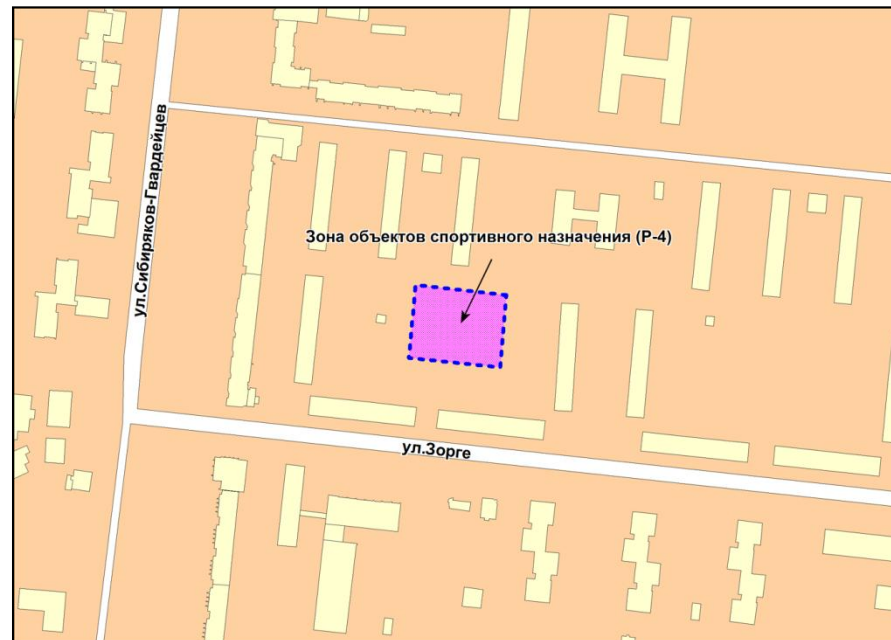 ул.Сибиряков-Гвардейцев
Зона объектов спортивного назначения (Р-4)
ул.Зорге